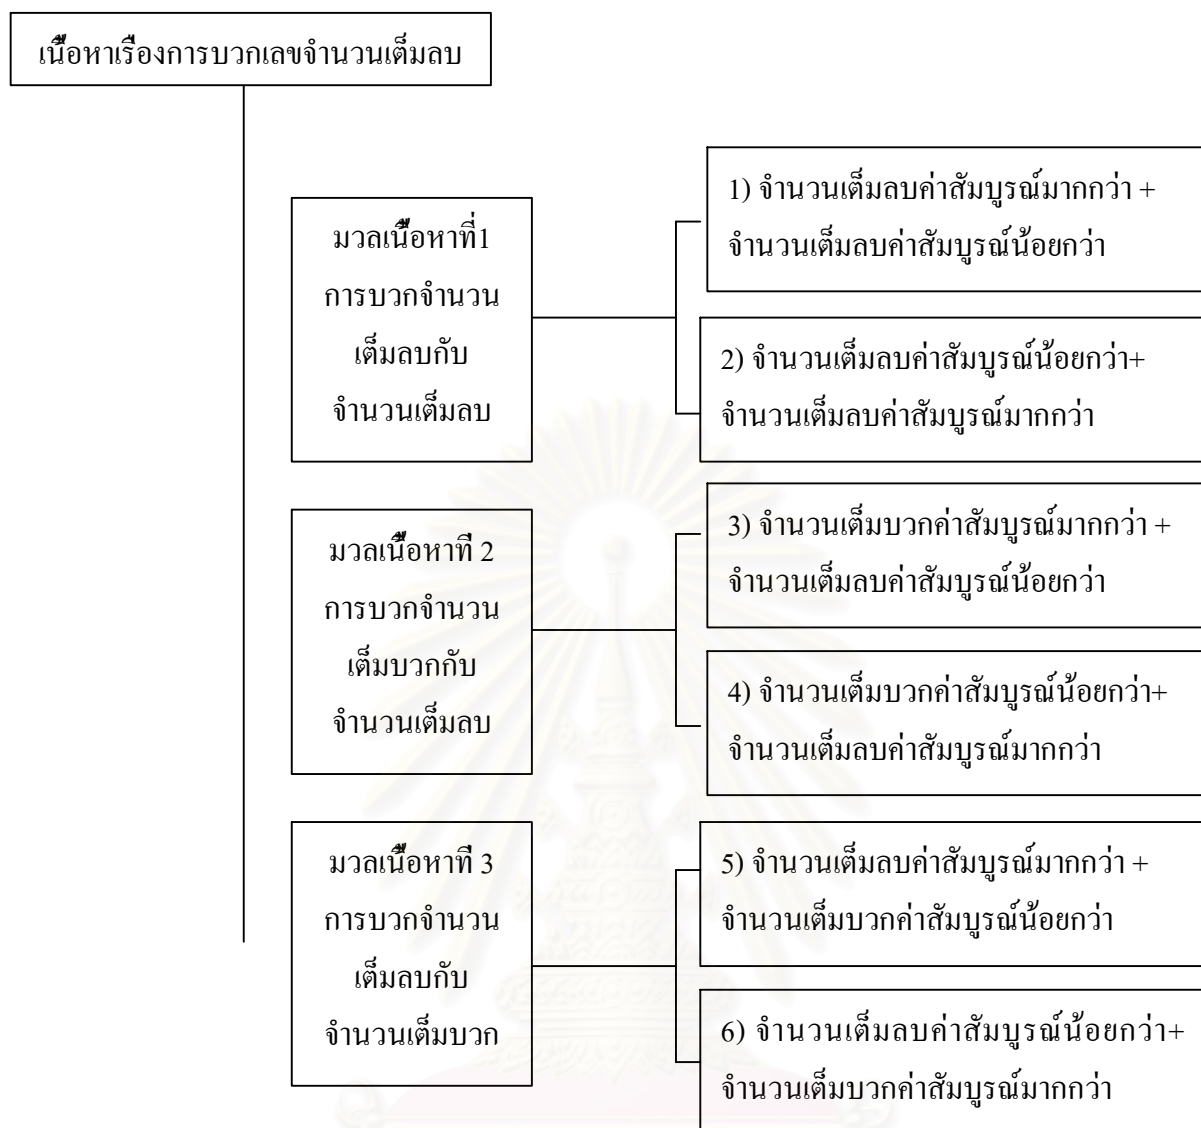 เนื้อหาเรื่องการบวกเลขจำนวนเต็มลบ
มวลเนื้อหาที่1
การบวกจำนวน
เต็มลบกับ
จำนวนเต็มลบ
1) จำนวนเต็มลบค่าสัมบูรณ์มากกว่า +
จำนวนเต็มลบค่าสัมบูรณ์น้อยกว่า
2) จำนวนเต็มลบค่าสัมบูรณ์น้อยกว่า+
จำนวนเต็มลบค่าสัมบูรณ์มากกว่า
มวลเนื้อหาที่ 2
การบวกจำนวน
เต็มบวกกับ
จำนวนเต็มลบ
3) จำนวนเต็มบวกค่าสัมบูรณ์มากกว่า +
จำนวนเต็มลบค่าสัมบูรณ์น้อยกว่า
4) จำนวนเต็มบวกค่าสัมบูรณ์น้อยกว่า+
จำนวนเต็มลบค่าสัมบูรณ์มากกว่า
มวลเนื้อหาที่ 3
การบวกจำนวน
เต็มลบกับ
จำนวนเต็มบวก
5) จำนวนเต็มลบค่าสัมบูรณ์มากกว่า +
จำนวนเต็มบวกค่าสัมบูรณ์น้อยกว่า
6) จำนวนเต็มลบค่าสัมบูรณ์น้อยกว่า+
จำนวนเต็มบวกค่าสัมบูรณ์มากกว่า